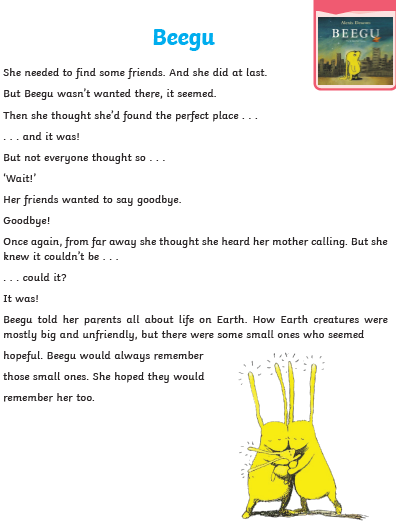 Beegu
Alexis Deacon
BEEGU
She needed to find some friends. And she did at last.
But Beegu wasn't wanted there, it seemed.
Then she thought she'd found the perfect place . . .
. . . and it was!
But not everyone thought so . . .
'Wait!'
Her friends wanted to say goodbye.
Goodbye!
Once again, from far away she thought she heard her mother calling. But she
knew it couldn't be . . .
. . . could it?
It was!
Beegu told her parents all about life on Earth. How Earth creatures were
mostly big and unfriendly, but there were some small ones who seemed
hopeful. Beegu would always remember
those small ones. She hoped they would
remember her too.